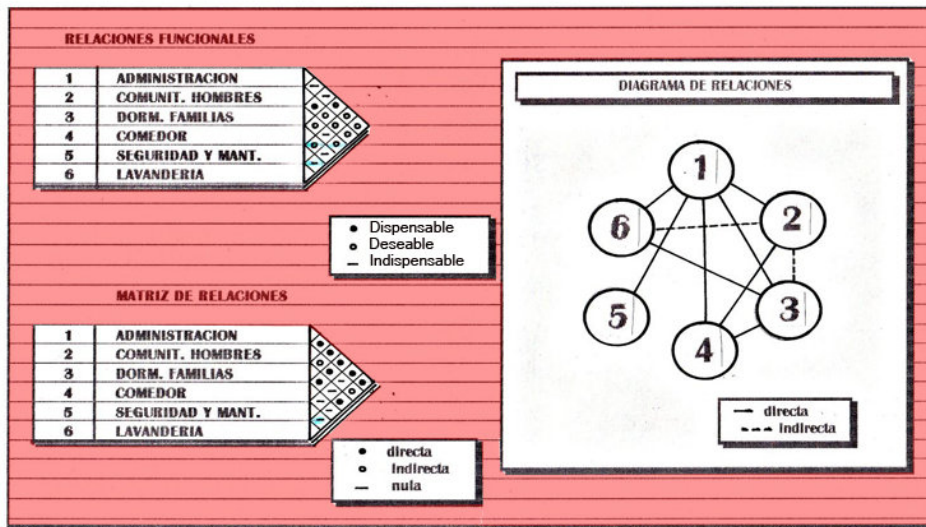 RELACIONES FUNCIONALES
1 ADMINISTRACION
2 COMUNIT. HOMBRES
3 DORM. FAMILIAS
4 COMEDOR
5 SEGURIDAD Y MANT.
6 LAVANDERIA
Dispensable
Deseable
Indispensable
MATRIZ DE RELACIONES
1 ADMINISTRACION
2 COMUNIT. HOMBRES
3 DORM. FAMILIAS
4 COMEDOR
5 SEGURIDAD Y MANT.
6 LAVANDERIA
directa
Indirecta
nula
DIAGRAMA DE RELACIONES
1
2
6
3
5
4
directa
indirecta